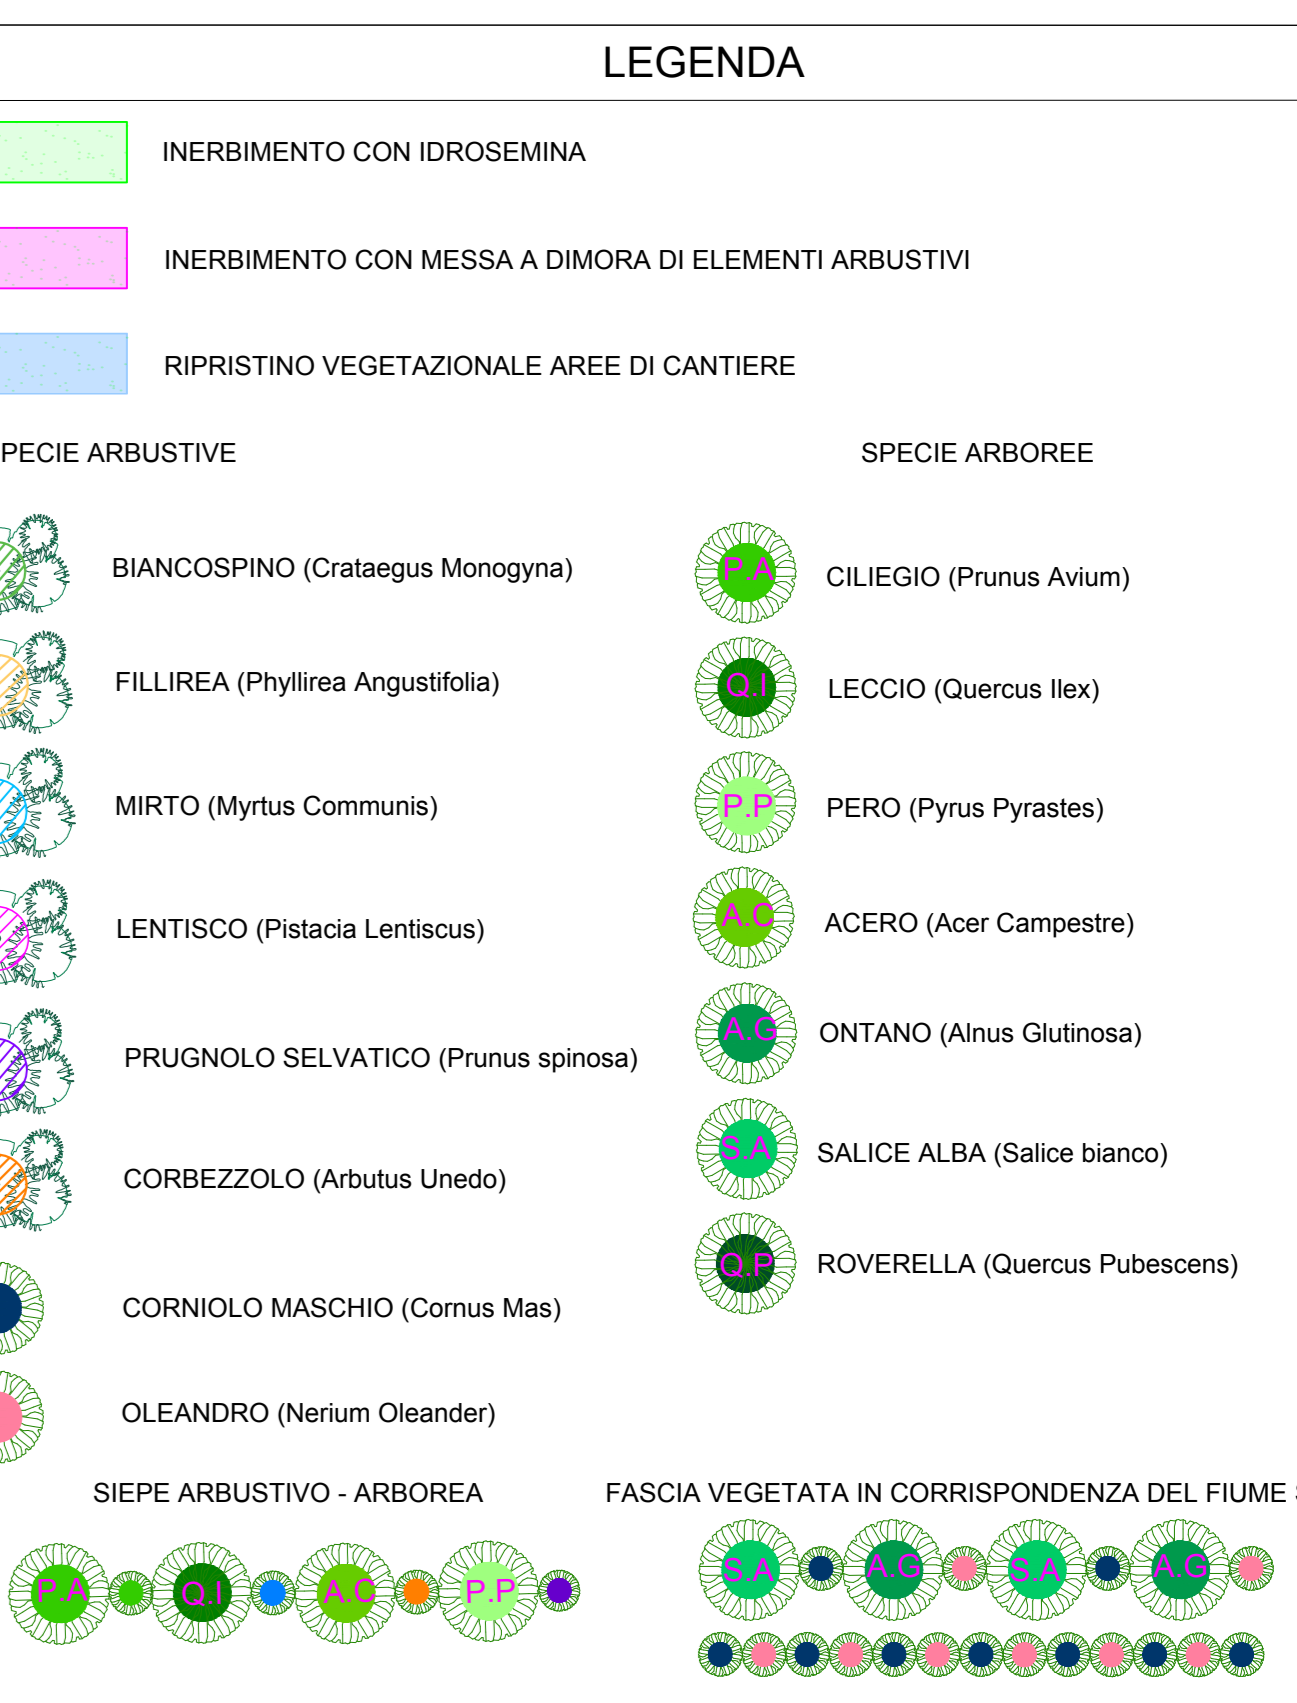 LEGENDA
INERBIMENTO CON IDROSEMINA
INERBIMENTO CON MESSA A DIMORA DI ELEMENTI ARBUSTIVI
RIPRISTINO VEGETAZIONALE AREE DI CANTIERE
PECIE ARBUSTIVE
BIANCOSPINO (Crataegus Monogyna)
FILLIREA (Phyllirea Angustifolia)
MIRTO (Myrtus Communis)
LENTISCO (Pistacia Lentiscus)
PRUGNOLO SELVATICO (Prunus spinosa)
CORBEZZOLO (Arbutus Unedo)
CORNIOLO MASCHIO (Cornus Mas)
OLEANDRO (Nerium Oleander)
SPECIE ARBOREE
P.A CILIEGIO (Prunus Avium)
Q.I LECCIO (Quercus Ilex)
P.P PERO (Pyrus Pyrastes)
A.C ACERO (Acer Campestre)
A.G ONTANO (Alnus Glutinosa)
S.A SALICE ALBA (Salice bianco)
Q.P ROVERELLA (Quercus Pubescens)
SIEPE ARBUSTIVO - ARBOREA
P.A Q.I A.C P.P
FASCIA VEGETATA IN CORRISPONDENZA DEL FIUME
S.A A.G S.A A.G